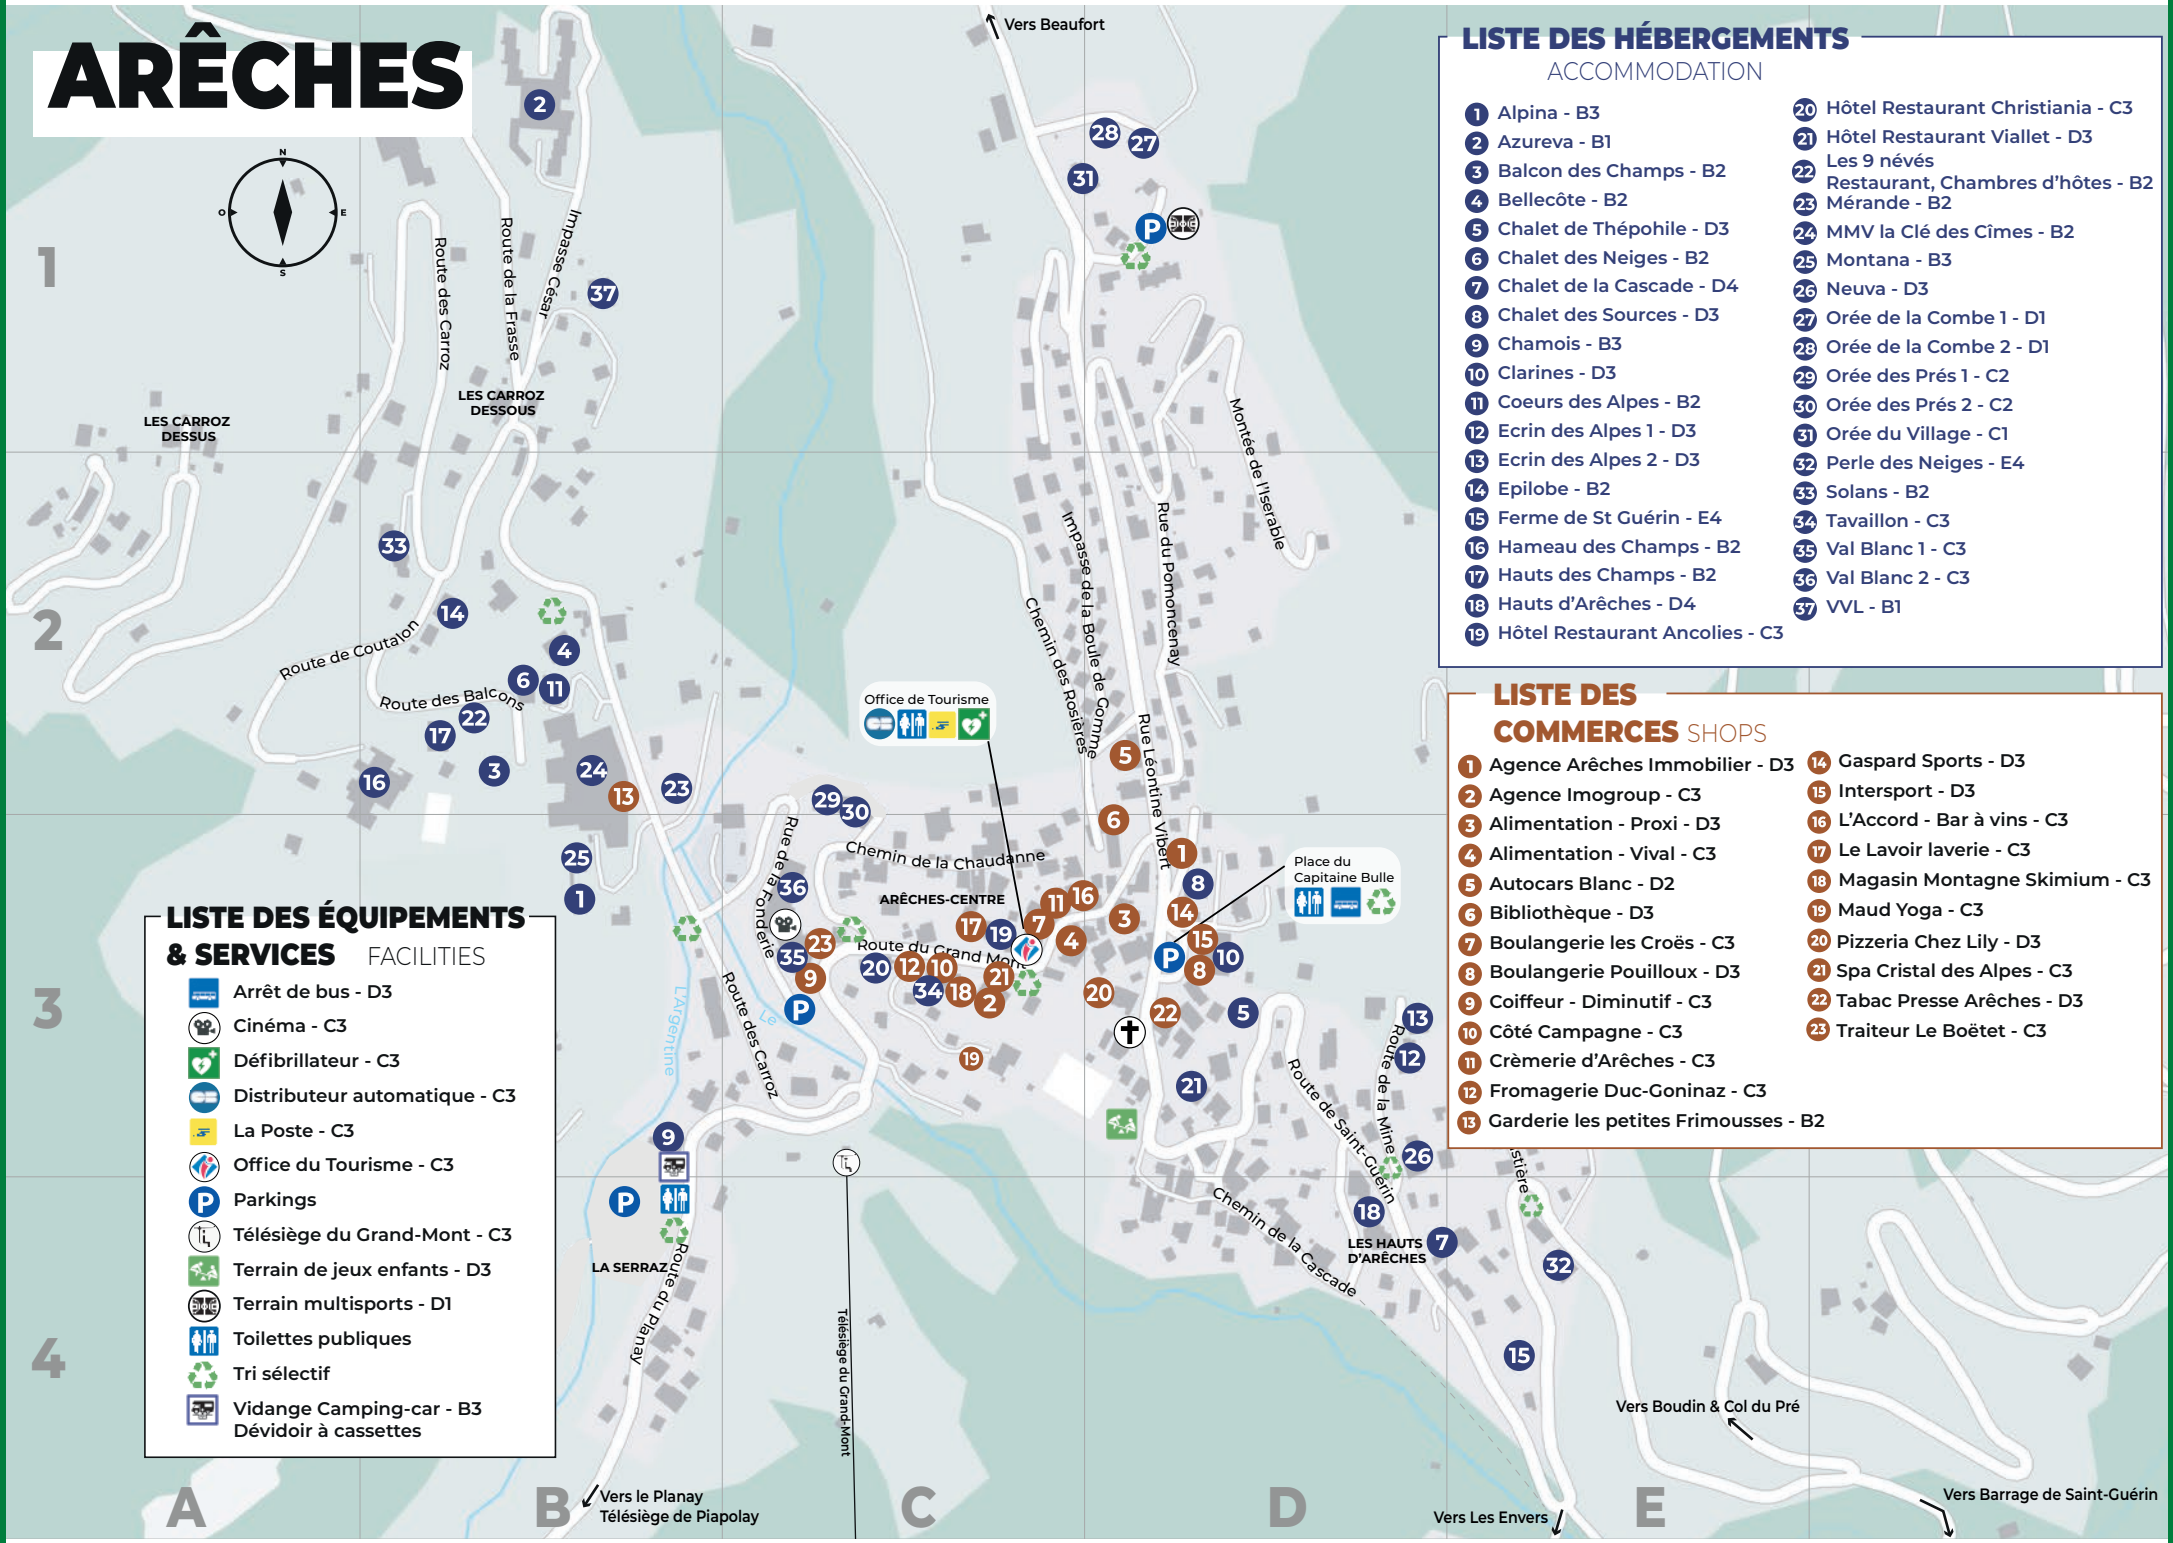 ARÊCHES
N
O
E
S
Vers Beaufort
1
2
3
4
A
B
C
D
E
Route des Carroz
Route de la Frasse
Impasse César
LES CARROZ
DESSOUS
LES CARROZ
DESSUS
Route de Coutalon
Route des Balcons
Montée de l'Iserable
Rue du Pomoncenay
Impasse de la Boule de Gomme
Chemin des Rosières
Rue Léontine Vibert
Office de Tourisme
Rue de la Fonderie
Chemin de la Chaudanne
ARÊCHES-CENTRE
Route du Grand Mont
Place du
Capitaine Bulle
L'Argentine
Le
Route des Carroz
Route de Saint-Guérin
Route de la Mine
stière
Chemin de la Cascade
LES HAUTS
D'ARÊCHES
LA SERRAZ
Route du Planay
Télésiège du Grand-Mont
Vers le Planay
Télésiège de Piapolay
Vers Les Envers
Vers Boudin & Col du Pré
Vers Barrage de Saint-Guérin
LISTE DES HÉBERGEMENTS
ACCOMMODATION
1 Alpina - B3
2 Azureva - B1
3 Balcon des Champs - B2
4 Bellecôte - B2
5 Chalet de Thépohile - D3
6 Chalet des Neiges - B2
7 Chalet de la Cascade - D4
8 Chalet des Sources - D3
9 Chamois - B3
10 Clarines - D3
11 Coeurs des Alpes - B2
12 Ecrin des Alpes 1 - D3
13 Ecrin des Alpes 2 - D3
14 Epilobe - B2
15 Ferme de St Guérin - E4
16 Hameau des Champs - B2
17 Hauts des Champs - B2
18 Hauts d'Arêches - D4
19 Hôtel Restaurant Ancolies - C3
20 Hôtel Restaurant Christiania - C3
21 Hôtel Restaurant Viallet - D3
22 Les 9 névés
Restaurant, Chambres d'hôtes - B2
23 Mérande - B2
24 MMV la Clé des Cîmes - B2
25 Montana - B3
26 Neuva - D3
27 Orée de la Combe 1 - D1
28 Orée de la Combe 2 - D1
29 Orée des Prés 1 - C2
30 Orée des Prés 2 - C2
31 Orée du Village - C1
32 Perle des Neiges - E4
33 Solans - B2
34 Tavaillon - C3
35 Val Blanc 1 - C3
36 Val Blanc 2 - C3
37 VVL - B1
LISTE DES
COMMERCES SHOPS
1 Agence Arêches Immobilier - D3
2 Agence Imogroup - C3
3 Alimentation - Proxi - D3
4 Alimentation - Vival - C3
5 Autocars Blanc - D2
6 Bibliothèque - D3
7 Boulangerie les Croës - C3
8 Boulangerie Pouilloux - D3
9 Coiffeur - Diminutif - C3
10 Côté Campagne - C3
11 Crèmerie d'Arêches - C3
12 Fromagerie Duc-Goninaz - C3
13 Garderie les petites Frimousses - B2
14 Gaspard Sports - D3
15 Intersport - D3
16 L'Accord - Bar à vins - C3
17 Le Lavoir laverie - C3
18 Magasin Montagne Skimium - C3
19 Maud Yoga - C3
20 Pizzeria Chez Lily - D3
21 Spa Cristal des Alpes - C3
22 Tabac Presse Arêches - D3
23 Traiteur Le Boëtet - C3
LISTE DES ÉQUIPEMENTS
& SERVICES FACILITIES
Arrêt de bus - D3
Cinéma - C3
Défibrillateur - C3
Distributeur automatique - C3
La Poste - C3
Office du Tourisme - C3
P Parkings
Télésiège du Grand-Mont - C3
Terrain de jeux enfants - D3
Terrain multisports - D1
Toilettes publiques
Tri sélectif
Vidange Camping-car - B3
Dévidoir à cassettes